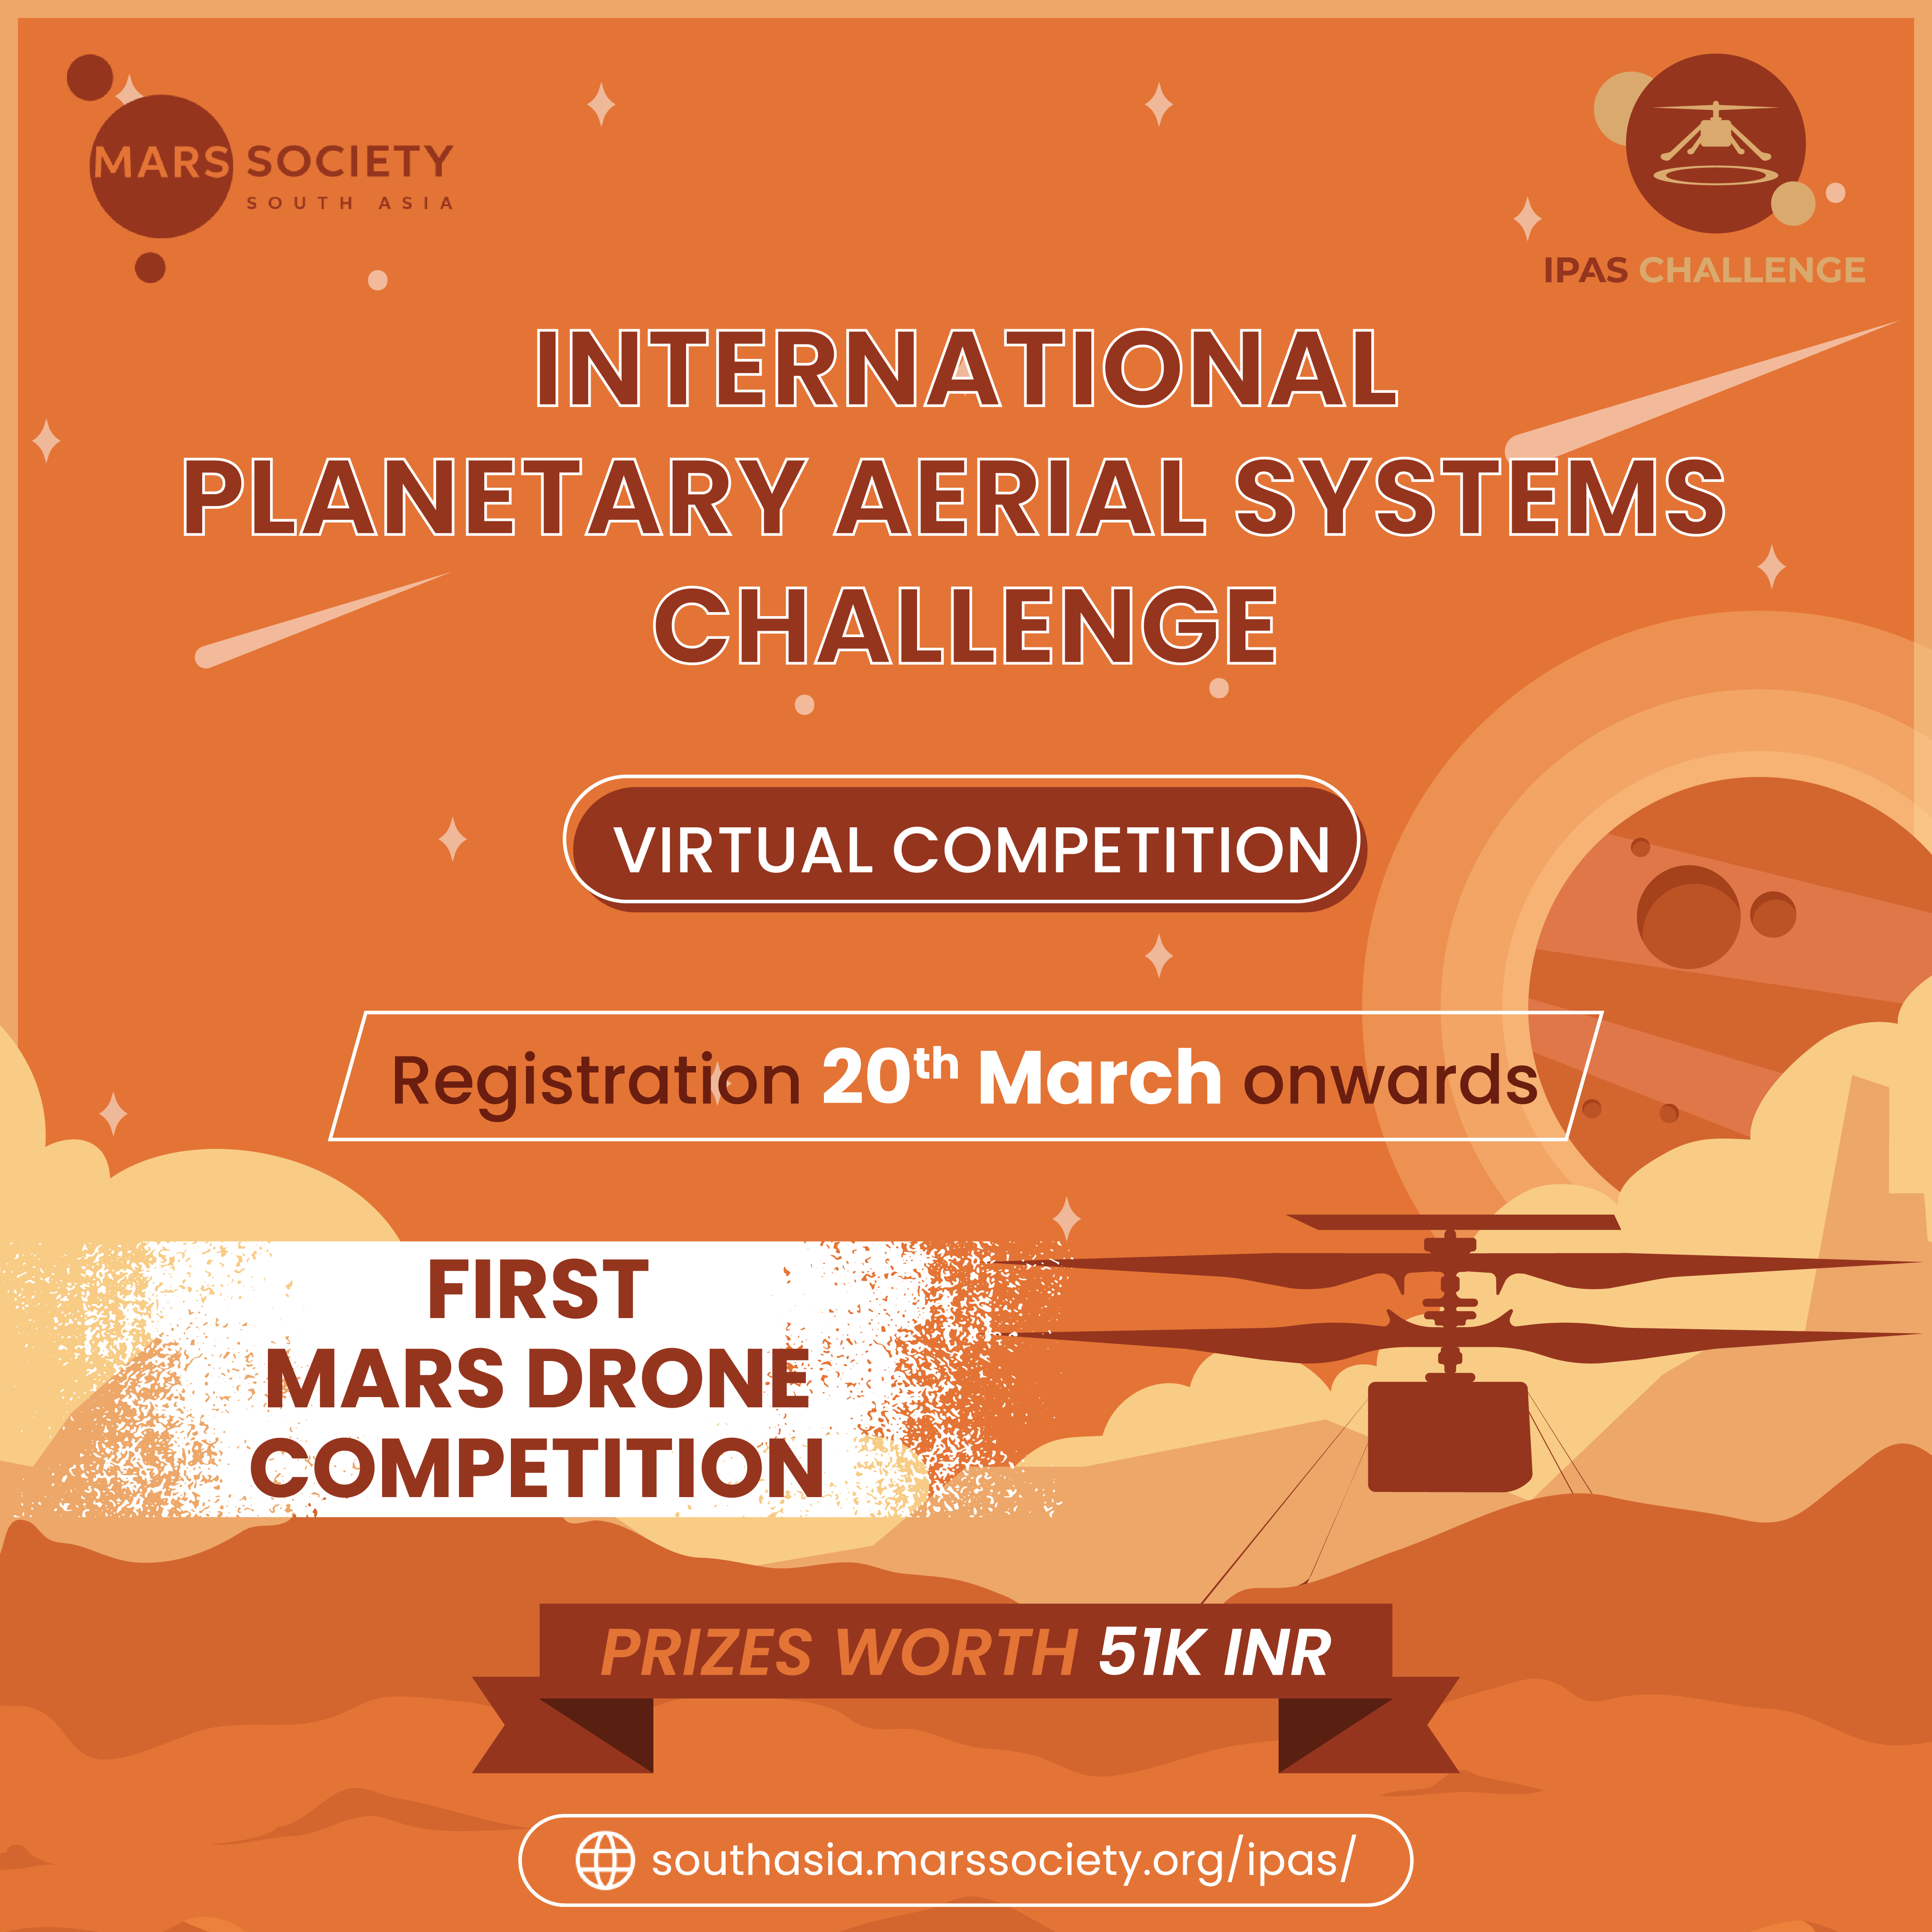 MARS SOCIETY
SOUTH ASIA
IPAS CHALLENGE
INTERNATIONAL
PLANETARY AERIAL SYSTEMS
CHALLENGE
VIRTUAL COMPETITION
Registration 20th March onwards
FIRST
MARS DRONE
COMPETITION
PRIZES WORTH 51K INR
southasia.marssociety.org/ipas/